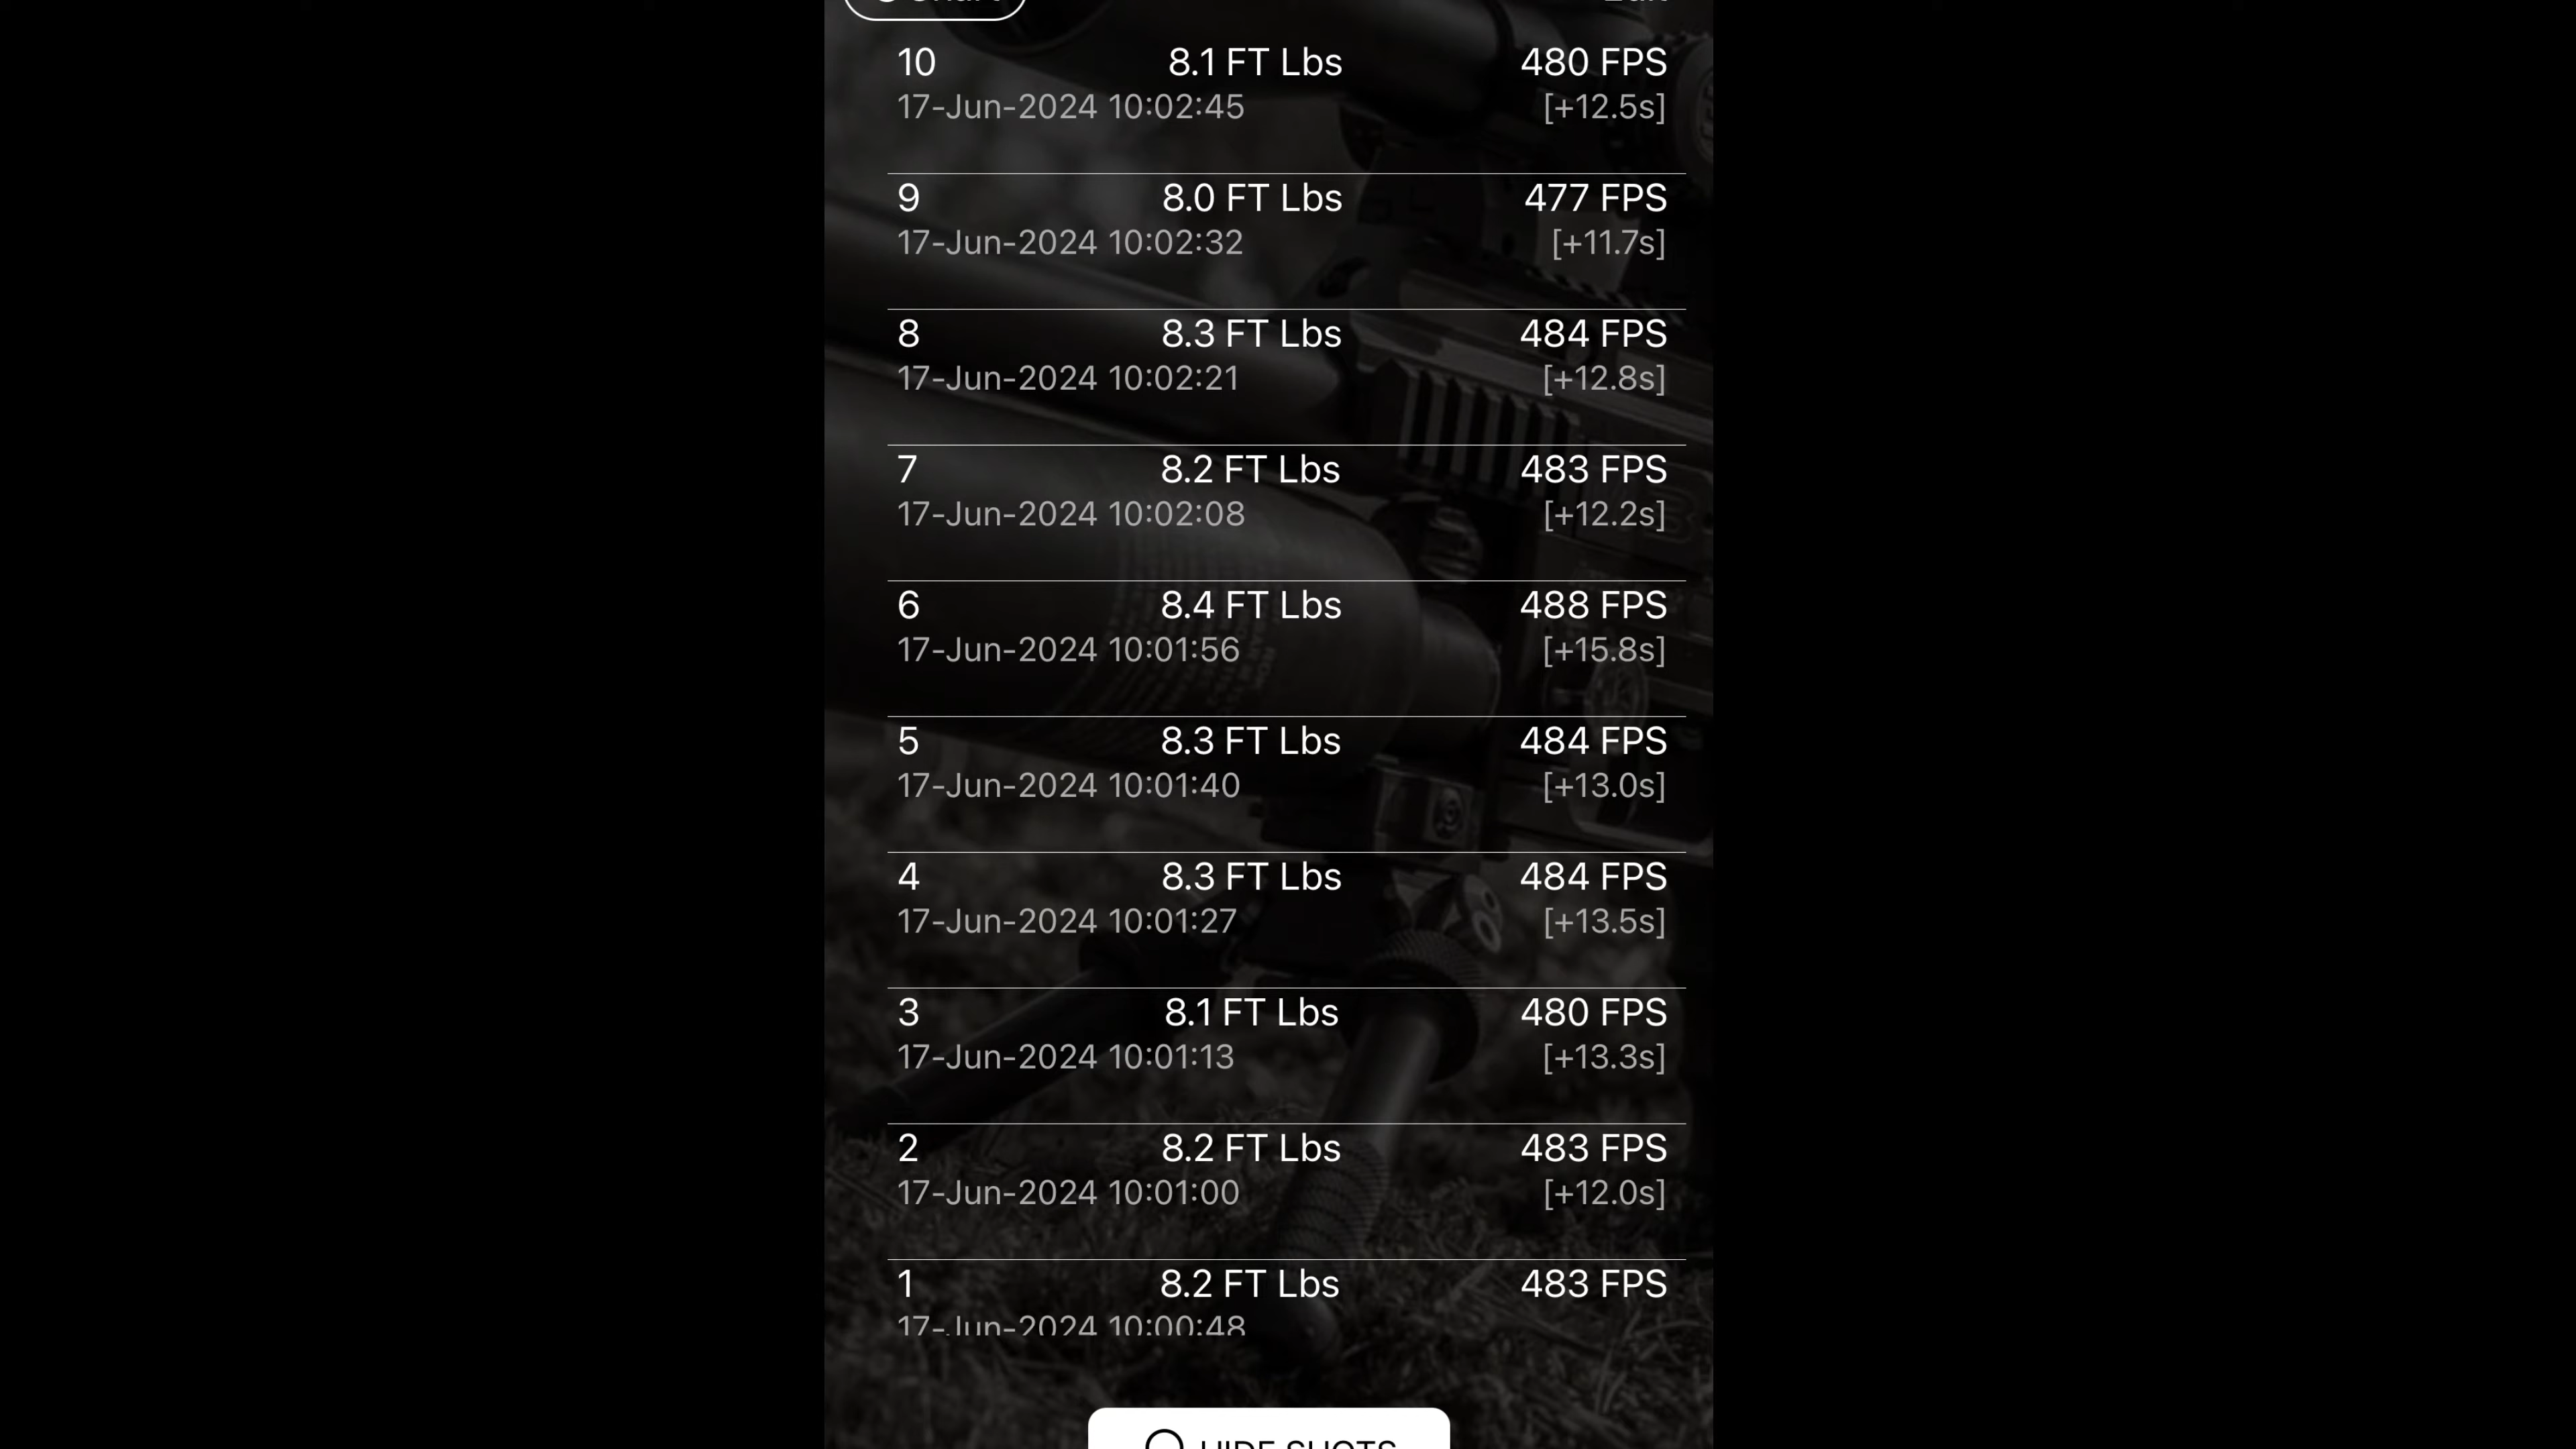 10 8.1 FT Lbs 480 FPS
17-Jun-2024 10:02:45 [+12.5s]
9 8.0 FT Lbs 477 FPS
17-Jun-2024 10:02:32 [+11.7s]
8 8.3 FT Lbs 484 FPS
17-Jun-2024 10:02:21 [+12.8s]
7 8.2 FT Lbs 483 FPS
17-Jun-2024 10:02:08 [+12.2s]
6 8.4 FT Lbs 488 FPS
17-Jun-2024 10:01:56 [+15.8s]
5 8.3 FT Lbs 484 FPS
17-Jun-2024 10:01:40 [+13.0s]
4 8.3 FT Lbs 484 FPS
17-Jun-2024 10:01:27 [+13.5s]
3 8.1 FT Lbs 480 FPS
17-Jun-2024 10:01:13 [+13.3s]
2 8.2 FT Lbs 483 FPS
17-Jun-2024 10:01:00 [+12.0s]
1 8.2 FT Lbs 483 FPS
17-Jun-2024 10:00:48
HIDE SHOTS